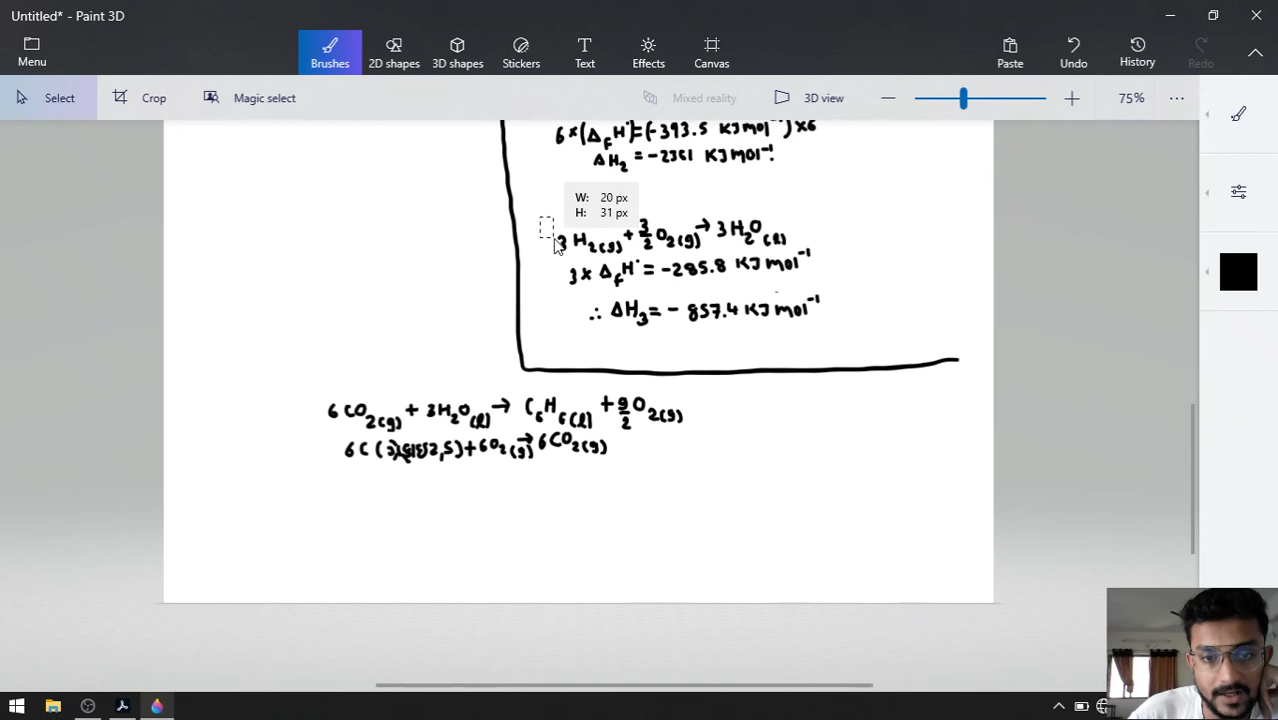 Untitled* - Paint 3D
Menu
Brushes
2D shapes
3D shapes
Stickers
Text
Effects
Canvas
Paste
Undo
History
Redo
Select
Crop
Magic select
Mixed reality
3D view
75%
6×(ΔfH°)=(-393.5 KJ mol⁻¹)×6
ΔH₂ = -2361 KJ mol⁻¹
W: 20 px
H: 31 px
3H₂(g) + 3/2 O₂(g) → 3H₂O(l)
3× ΔfH° = -285.8 KJ mol⁻¹
∴ ΔH₃ = - 857.4 KJ mol⁻¹
6CO₂(g) + 3H₂O(l) → C₆H₆(l) + 9/2 O₂(g)
6C ( + 6O₂(g) → 6CO₂(g)